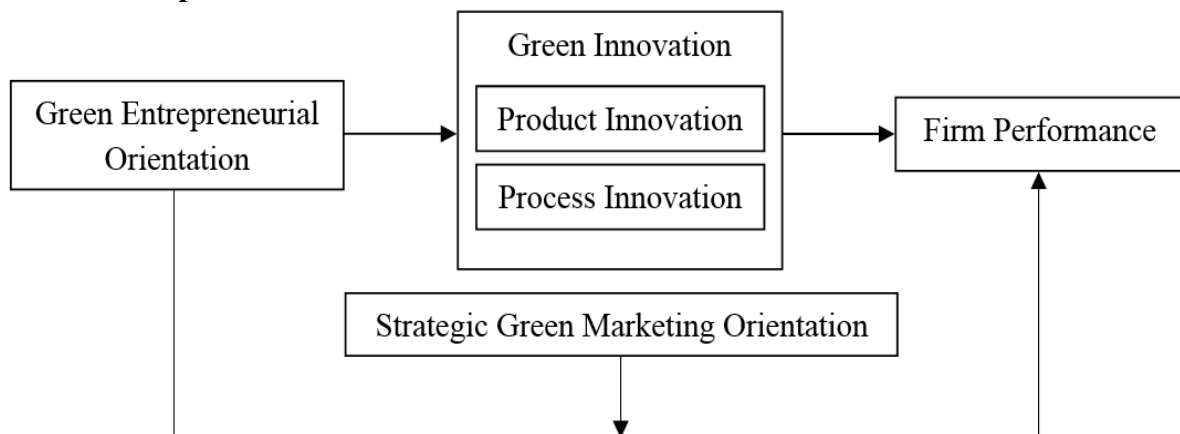 Green Innovation
Green Entrepreneurial
Orientation
Product Innovation
Process Innovation
Firm Performance
Strategic Green Marketing Orientation